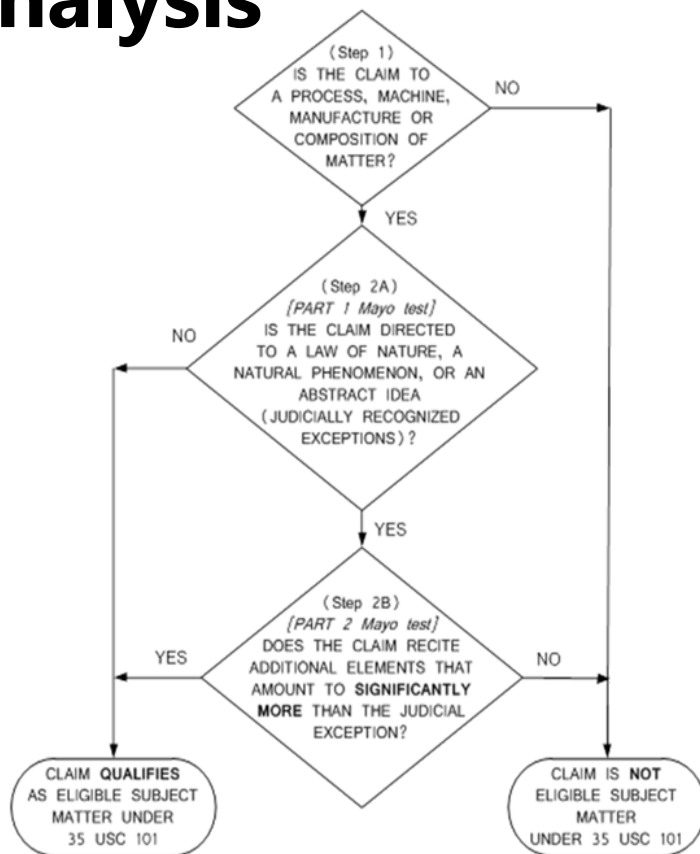 (Step 1)
IS THE CLAIM TO
A PROCESS, MACHINE,
MANUFACTURE OR
COMPOSITION OF
MATTER?
NO
YES
(Step 2A)
[PART 1 Mayo test]
IS THE CLAIM DIRECTED
TO A LAW OF NATURE, A
NATURAL PHENOMENON, OR AN
ABSTRACT IDEA
(JUDICIALLY RECOGNIZED
EXCEPTIONS)?
NO
YES
(Step 2B)
[PART 2 Mayo test]
DOES THE CLAIM RECITE
ADDITIONAL ELEMENTS THAT
AMOUNT TO SIGNIFICANTLY
MORE THAN THE JUDICIAL
EXCEPTION?
YES
NO
CLAIM QUALIFIES
AS ELIGIBLE SUBJECT
MATTER UNDER
35 USC 101
CLAIM IS NOT
ELIGIBLE SUBJECT
MATTER
UNDER 35 USC 101